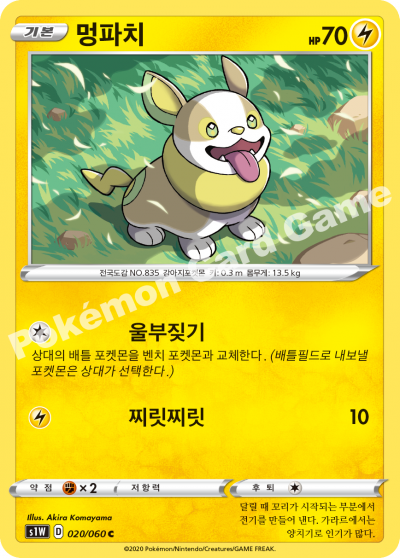 기본 멍파치 HP 70
전국도감 NO.835 강아지포켓몬 키: 0.3 m 몸무게: 13.5 kg
Pokémon Card Game
울부짖기
상대의 배틀 포켓몬을 벤치 포켓몬과 교체한다. (배틀필드로 내보낼
포켓몬은 상대가 선택한다.)
찌릿찌릿 10
약점 ×2 저항력 후퇴
Illus. Akira Komayama
s1W D 020/060 C
달릴 때 꼬리가 시작되는 부분에서
전기를 만들어 낸다. 가라르에서는
양치기로 인기가 많다.
©2020 Pokémon/Nintendo/Creatures/GAME FREAK.